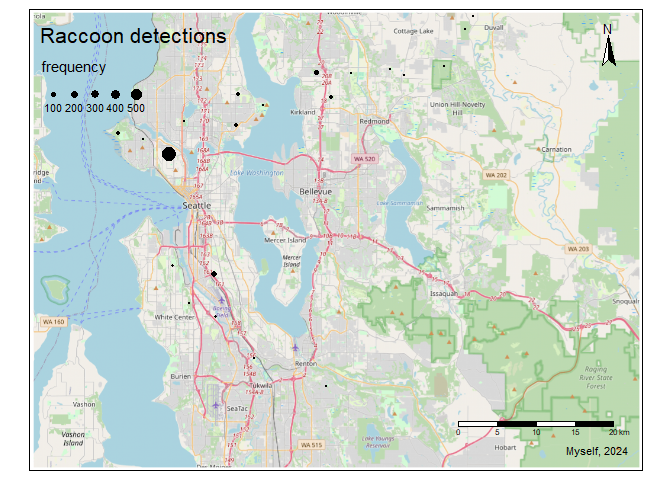 Raccoon detections
frequency
100 200 300 400 500
N
Cottage Lake
Duvall
Union Hill-Novelty
Hill
Kirkland
Redmond
Carnation
WA 520
Lake Washington
WA 202
Bellevue
Lake Sammamish
Sammamish
Seattle
Mercer Island
Mercer
Island
WA 203
Issaquah
Snoqual
WA 160
White Center
Renton
Burien
Tukwila
Raging
River State
Forest
Vashon
SeaTac
Vashon
Island
WA 515
Lake Youngs
Reservoir
Hobart
0 5 10 15 20 km
Myself, 2024